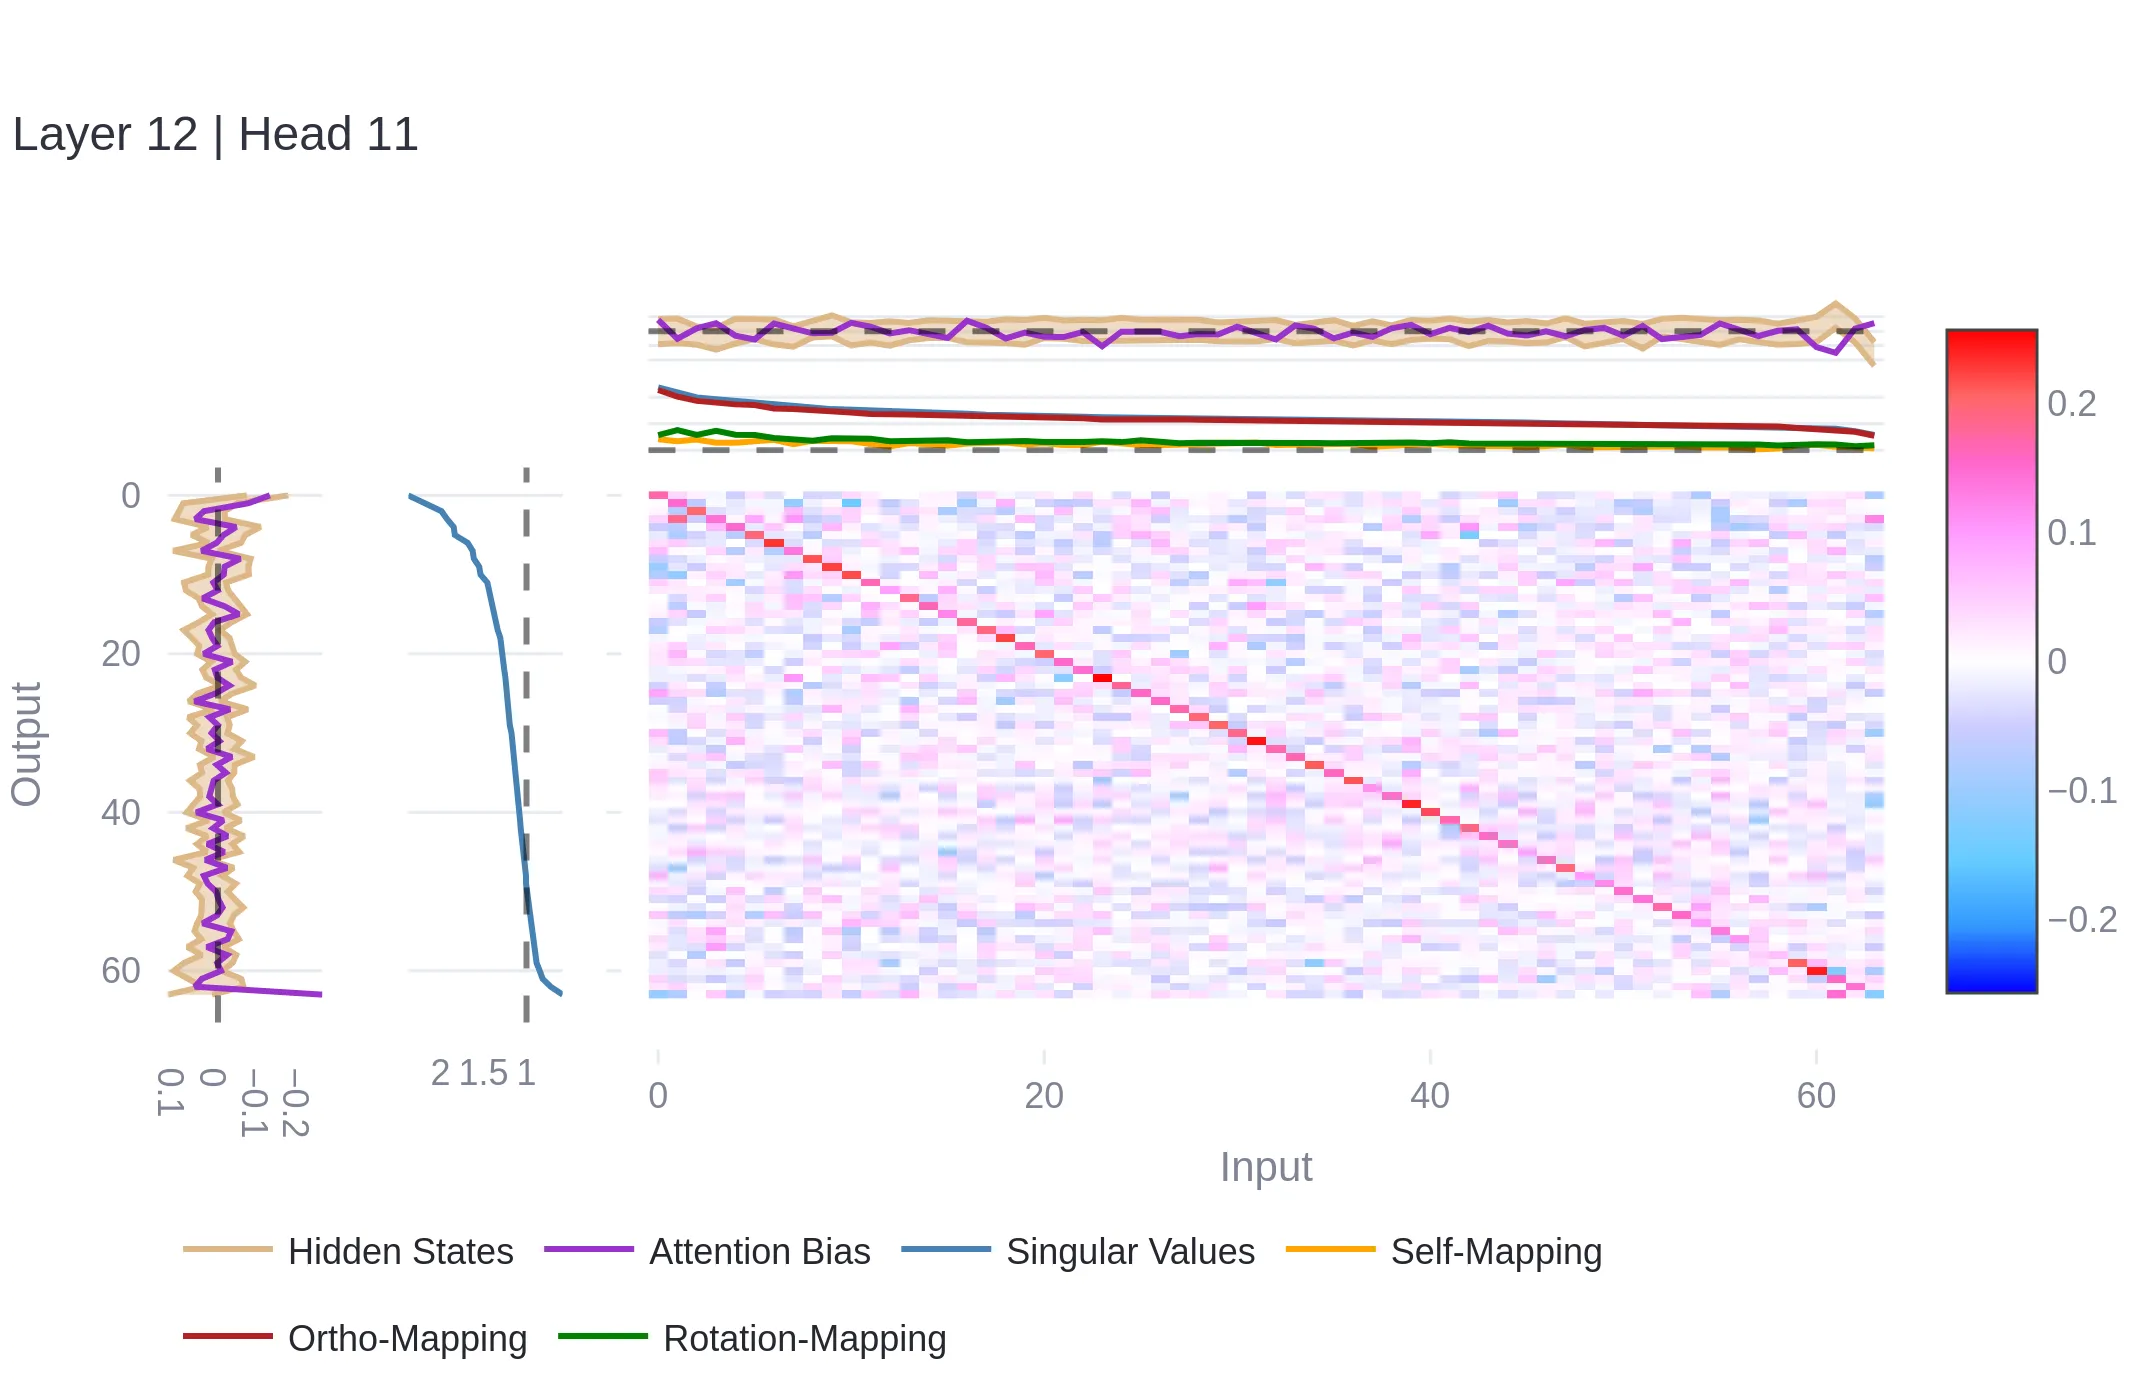 Layer 12 | Head 11
0
20
40
60
Output
0.1
0
−0.1
−0.2
2 1.5 1
0
20
40
60
Input
0.2
0.1
0
−0.1
−0.2
Hidden States Attention Bias Singular Values Self-Mapping
Ortho-Mapping Rotation-Mapping